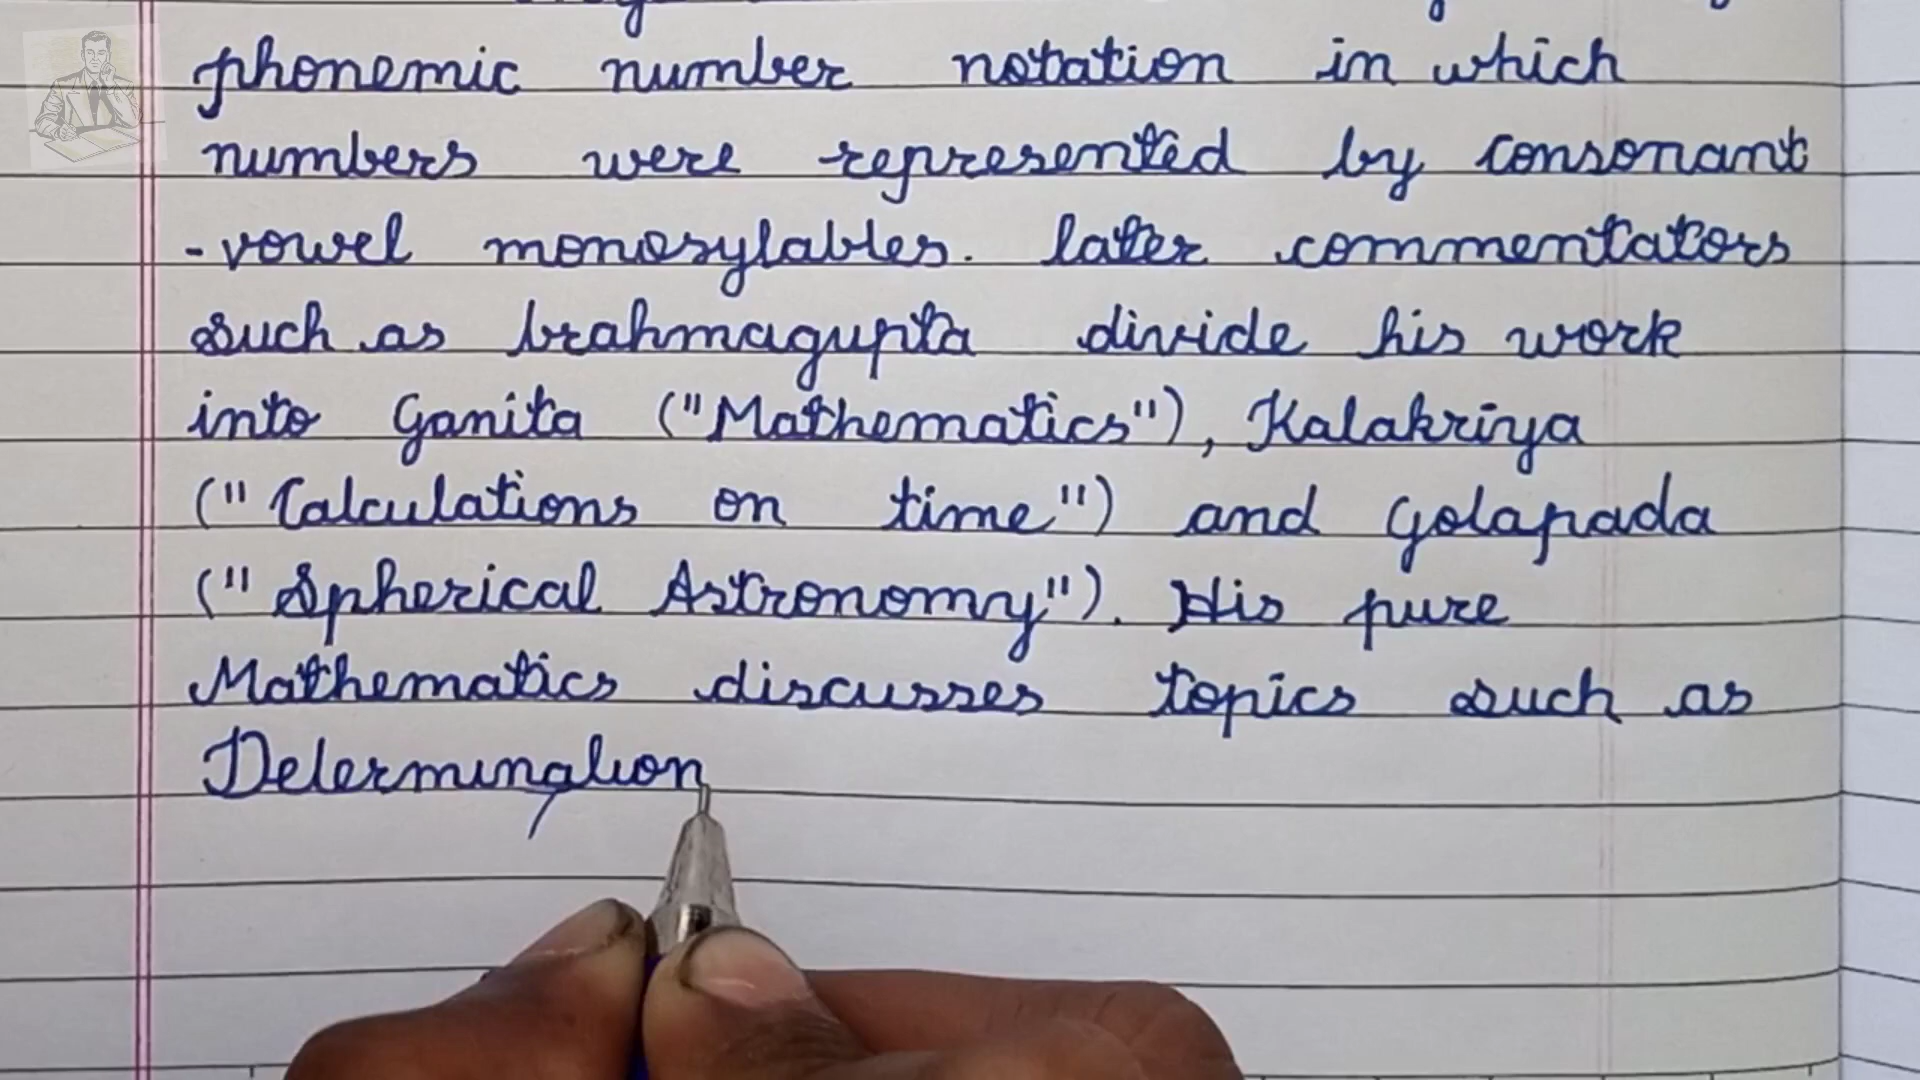 phonemic number notation in which
numbers were represented by consonant
-vowel monosylables. later commentators
such as brahmagupta divide his work
into Ganita ("Mathematics"), Kalakriya
("Calculations on time") and Golapada
("Spherical Astronomy"). His pure
Mathematics discusses topics such as
Determination